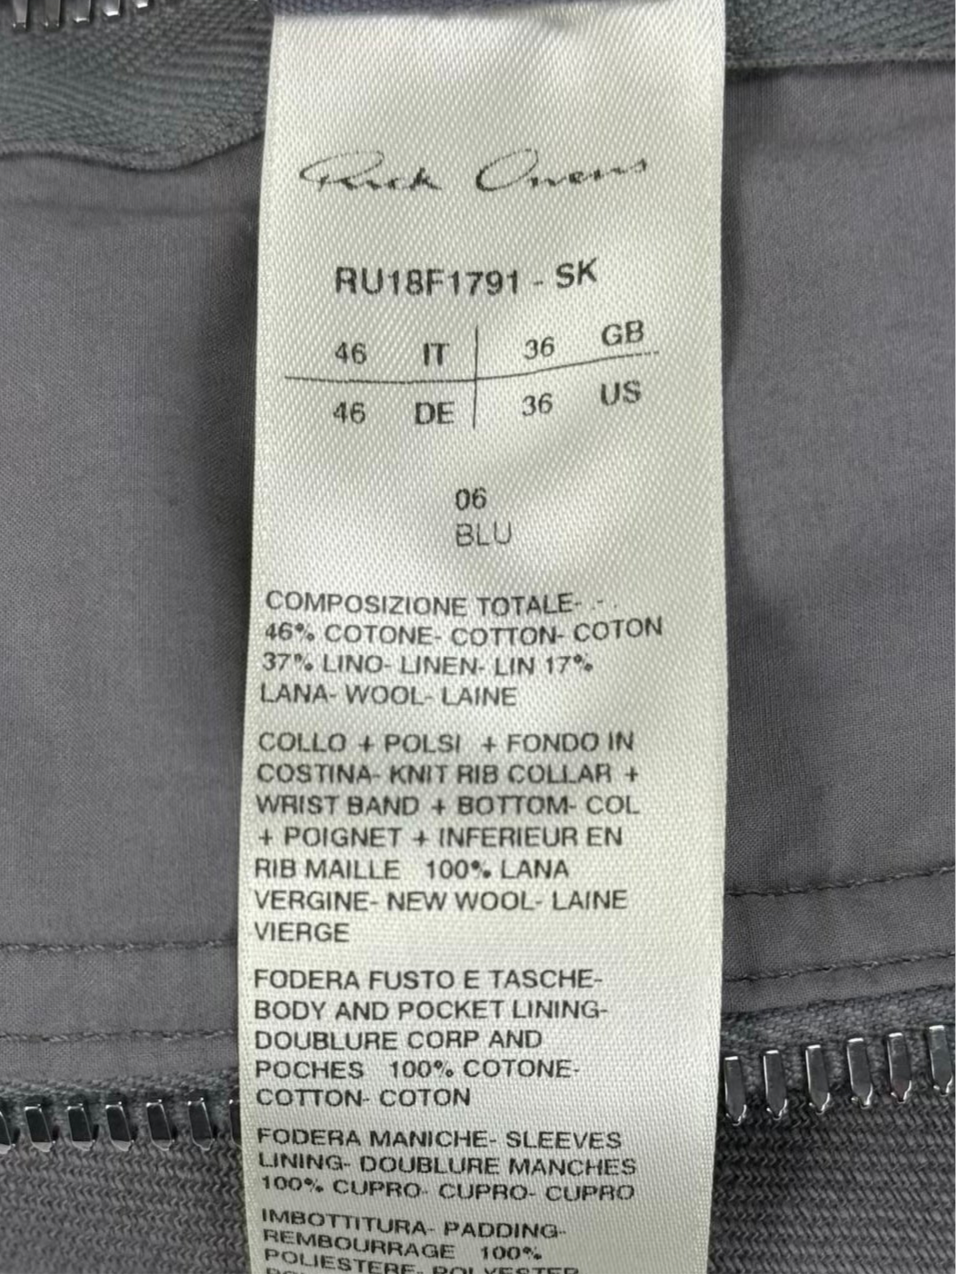 Rick Owens
RU18F1791 - SK
46 IT 36 GB
46 DE 36 US
06
BLU
COMPOSIZIONE TOTALE- - .
46% COTONE- COTTON- COTON
37% LINO- LINEN- LIN 17%
LANA- WOOL- LAINE
COLLO + POLSI + FONDO IN
COSTINA- KNIT RIB COLLAR +
WRIST BAND + BOTTOM- COL
+ POIGNET + INFERIEUR EN
RIB MAILLE 100% LANA
VERGINE- NEW WOOL- LAINE
VIERGE
FODERA FUSTO E TASCHE-
BODY AND POCKET LINING-
DOUBLURE CORP AND
POCHES 100% COTONE-
COTTON- COTON
FODERA MANICHE- SLEEVES
LINING- DOUBLURE MANCHES
100% CUPRO- CUPRO- CUPRO
IMBOTTITURA- PADDING-
REMBOURRAGE 100%
POLIESTERE- POLYESTER